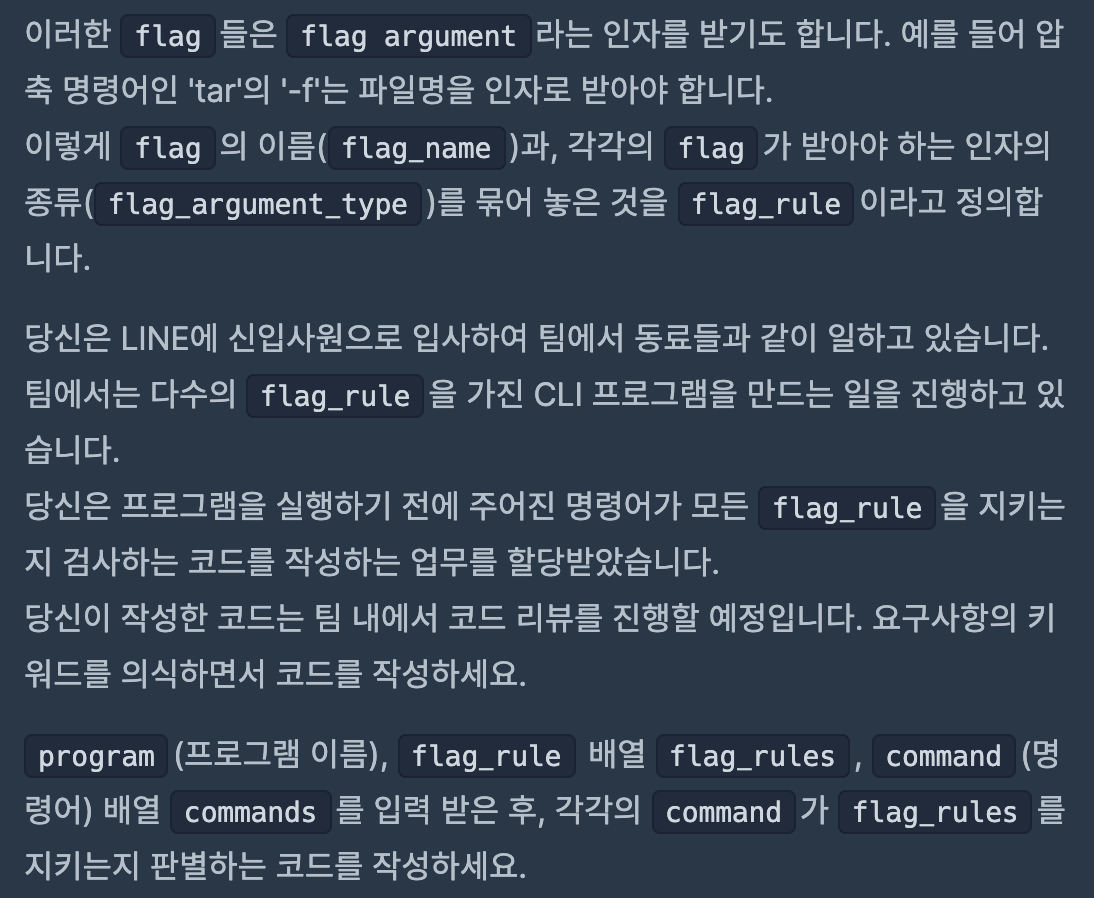 이러한 flag 들은 flag argument 라는 인자를 받기도 합니다. 예를 들어 압
축 명령어인 'tar'의 '-f'는 파일명을 인자로 받아야 합니다.
이렇게 flag 의 이름( flag_name )과, 각각의 flag 가 받아야 하는 인자의
종류( flag_argument_type )를 묶어 놓은 것을 flag_rule 이라고 정의합
니다.
당신은 LINE에 신입사원으로 입사하여 팀에서 동료들과 같이 일하고 있습니다.
팀에서는 다수의 flag_rule 을 가진 CLI 프로그램을 만드는 일을 진행하고 있
습니다.
당신은 프로그램을 실행하기 전에 주어진 명령어가 모든 flag_rule 을 지키는
지 검사하는 코드를 작성하는 업무를 할당받았습니다.
당신이 작성한 코드는 팀 내에서 코드 리뷰를 진행할 예정입니다. 요구사항의 키
워드를 의식하면서 코드를 작성하세요.
program (프로그램 이름), flag_rule 배열 flag_rules , command (명
령어) 배열 commands 를 입력 받은 후, 각각의 command 가 flag_rules 를
지키는지 판별하는 코드를 작성하세요.